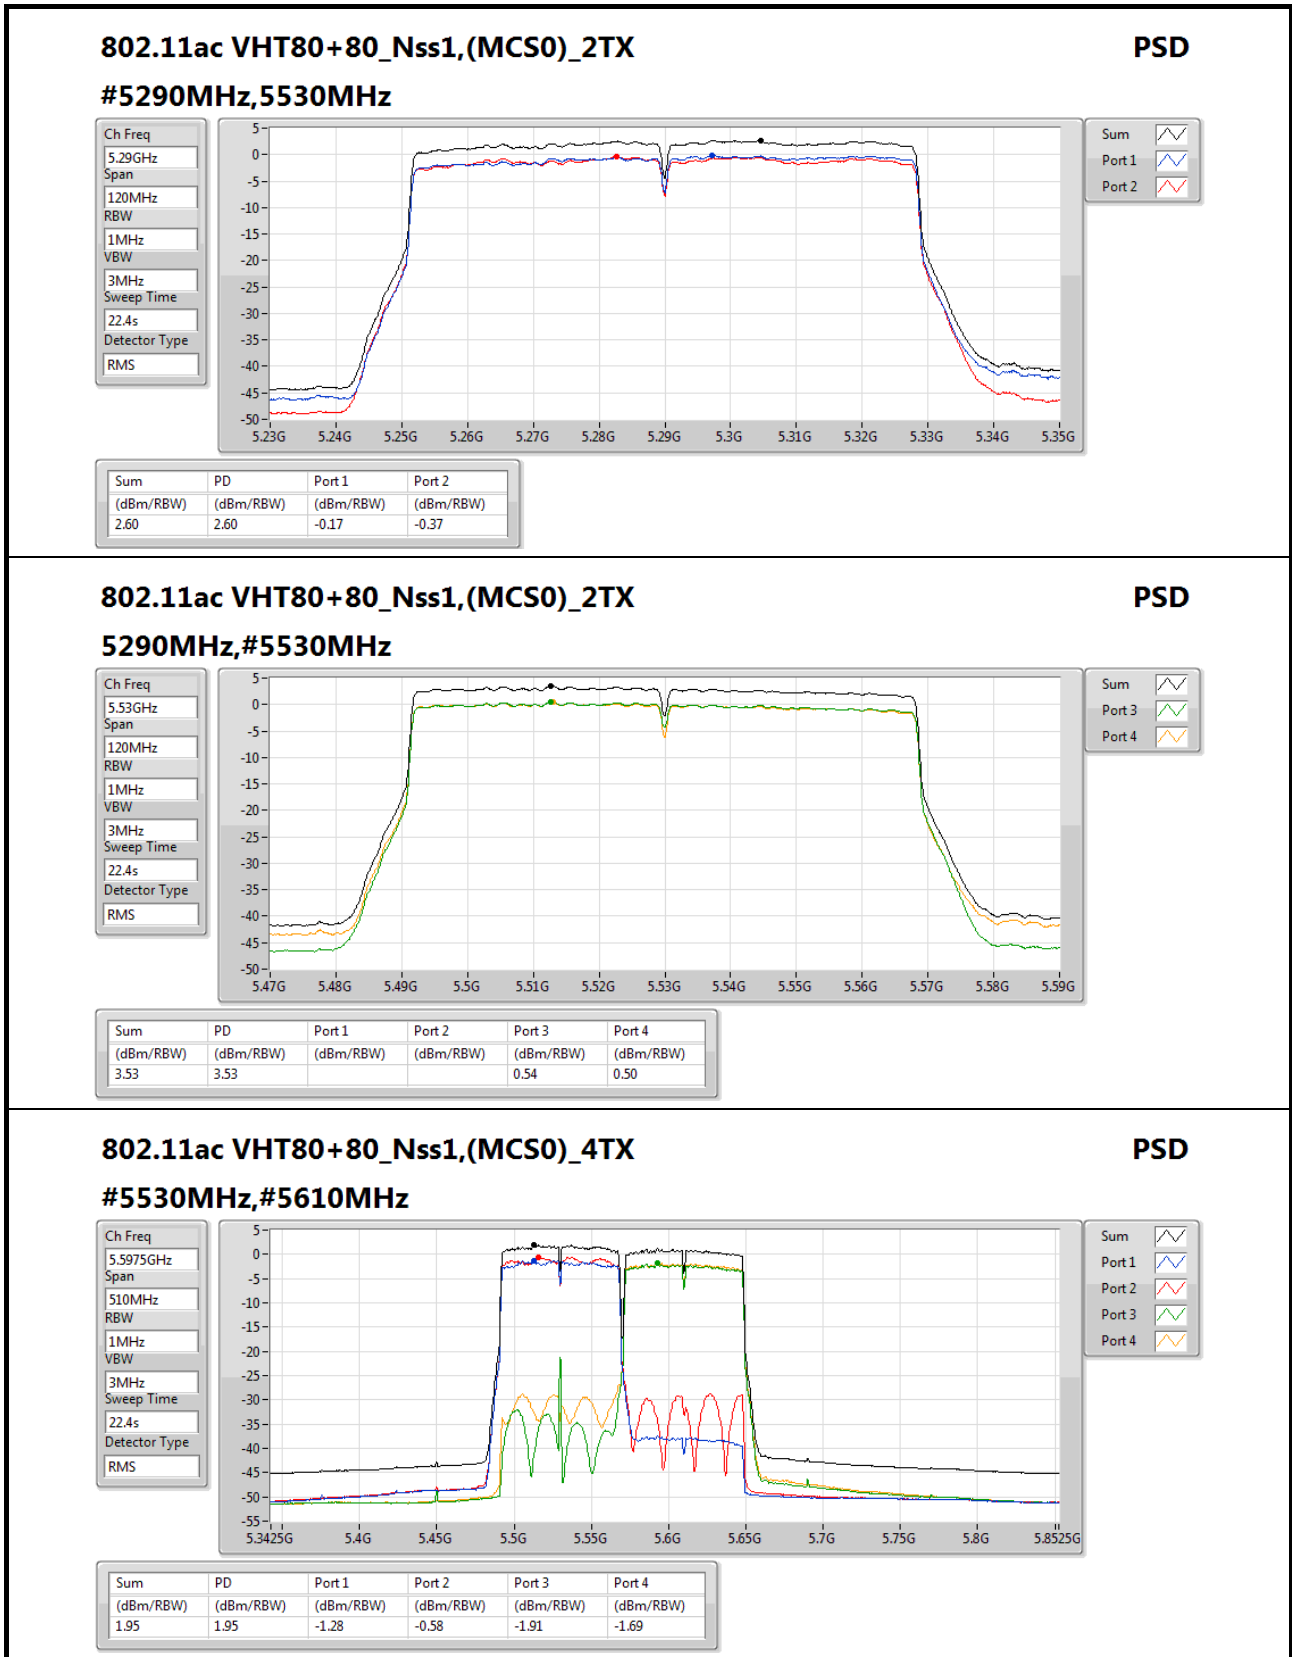 802.11ac VHT80+80_Nss1,(MCS0)_2TX PSD
#5290MHz,5530MHz
Ch Freq
5.29GHz
Span
120MHz
RBW
1MHz
VBW
3MHz
Sweep Time
22.4s
Detector Type
RMS
5
0
-5
-10
-15
-20
-25
-30
-35
-40
-45
-50
5.23G 5.24G 5.25G 5.26G 5.27G 5.28G 5.29G 5.3G 5.31G 5.32G 5.33G 5.34G 5.35G
Sum
Port 1
Port 2
Sum PD Port 1 Port 2
(dBm/RBW) (dBm/RBW) (dBm/RBW) (dBm/RBW)
2.60 2.60 -0.17 -0.37
802.11ac VHT80+80_Nss1,(MCS0)_2TX PSD
5290MHz,#5530MHz
Ch Freq
5.53GHz
Span
120MHz
RBW
1MHz
VBW
3MHz
Sweep Time
22.4s
Detector Type
RMS
5
0
-5
-10
-15
-20
-25
-30
-35
-40
-45
-50
5.47G 5.48G 5.49G 5.5G 5.51G 5.52G 5.53G 5.54G 5.55G 5.56G 5.57G 5.58G 5.59G
Sum
Port 3
Port 4
Sum PD Port 1 Port 2 Port 3 Port 4
(dBm/RBW) (dBm/RBW) (dBm/RBW) (dBm/RBW) (dBm/RBW) (dBm/RBW)
3.53 3.53 0.54 0.50
802.11ac VHT80+80_Nss1,(MCS0)_4TX PSD
#5530MHz,#5610MHz
Ch Freq
5.5975GHz
Span
510MHz
RBW
1MHz
VBW
3MHz
Sweep Time
22.4s
Detector Type
RMS
5
0
-5
-10
-15
-20
-25
-30
-35
-40
-45
-50
-55
5.3425G 5.4G 5.45G 5.5G 5.55G 5.6G 5.65G 5.7G 5.75G 5.8G 5.8525G
Sum
Port 1
Port 2
Port 3
Port 4
Sum PD Port 1 Port 2 Port 3 Port 4
(dBm/RBW) (dBm/RBW) (dBm/RBW) (dBm/RBW) (dBm/RBW) (dBm/RBW)
1.95 1.95 -1.28 -0.58 -1.91 -1.69